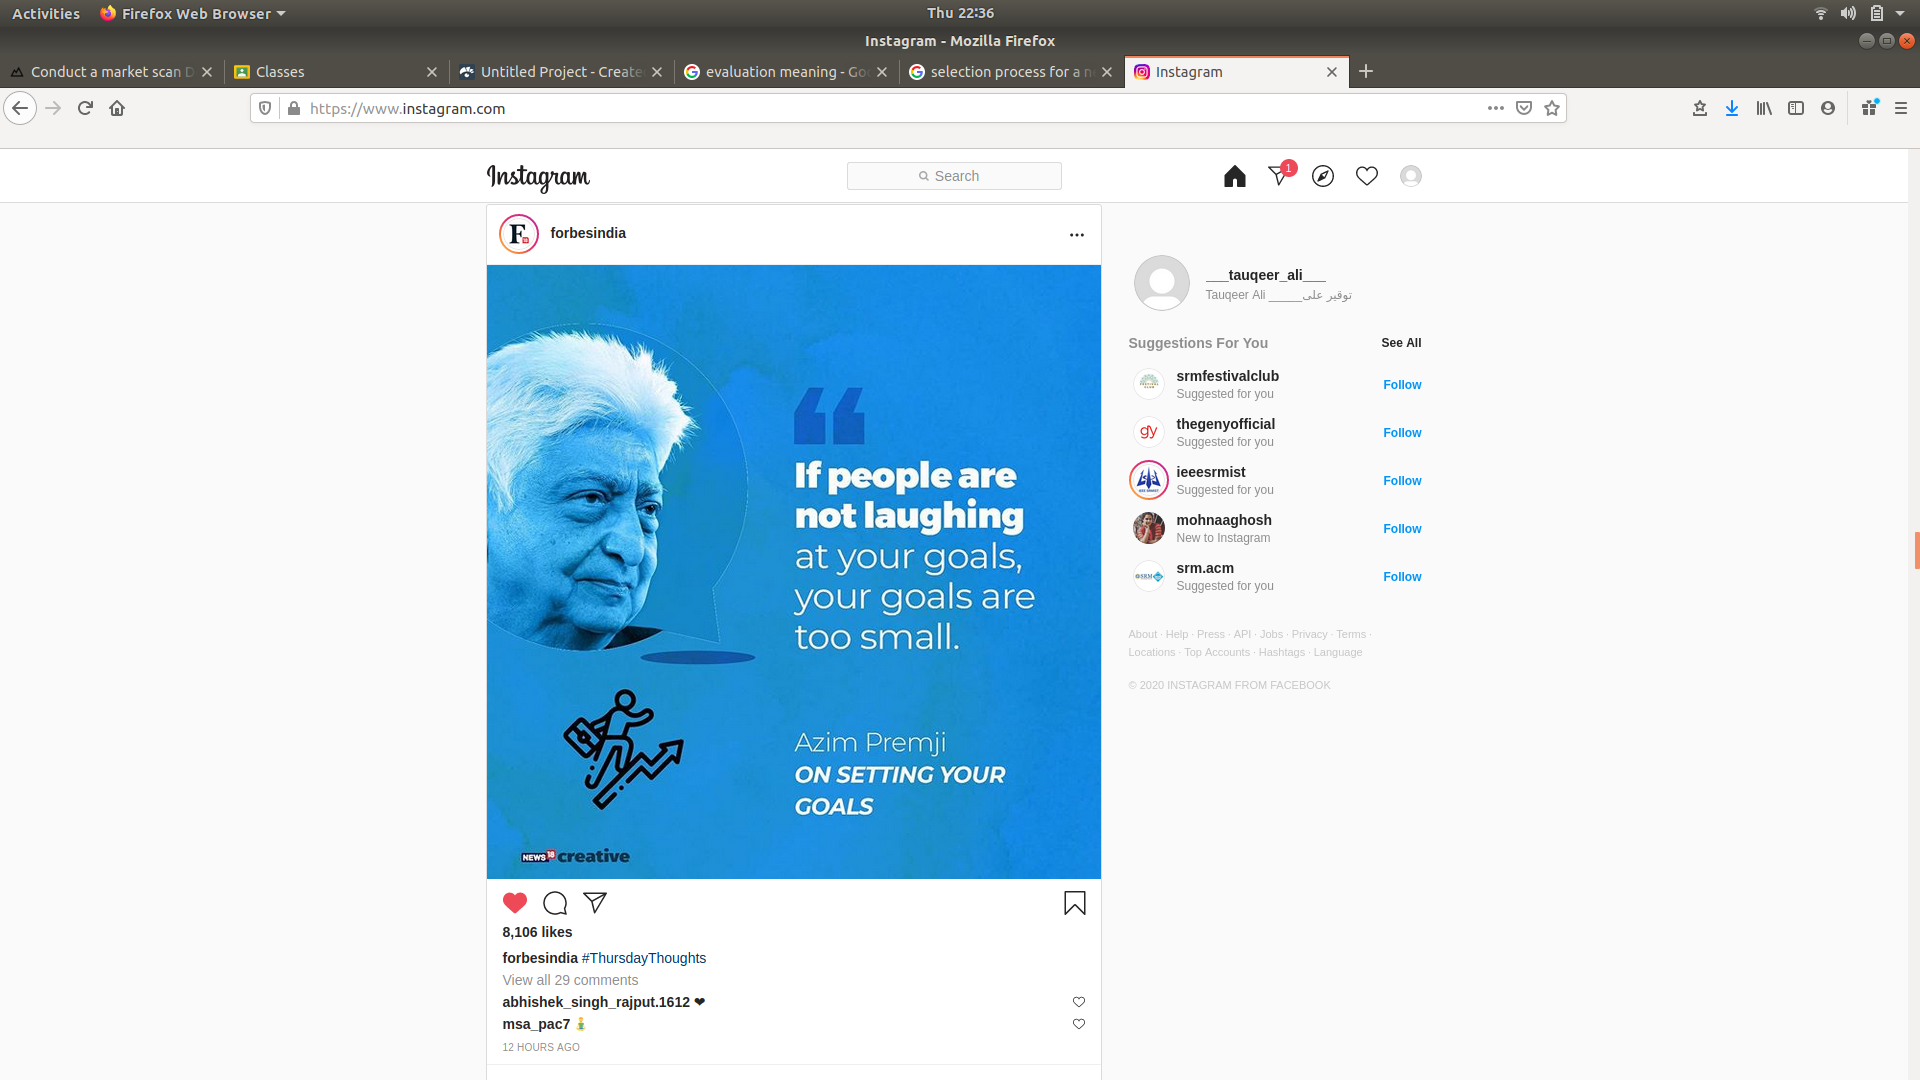 Activities Firefox Web Browser Thu 22:36
Instagram - Mozilla Firefox
Conduct a market scan Classes Untitled Project - Create evaluation meaning - Goo selection process for a n Instagram
https://www.instagram.com
Instagram Search 1
forbesindia
F
“
If people are
not laughing
at your goals,
your goals are
too small.
Azim Premji
ON SETTING YOUR
GOALS
NEWS 18 creative
8,106 likes
forbesindia #ThursdayThoughts
View all 29 comments
abhishek_singh_rajput.1612 ❤
msa_pac7
12 HOURS AGO
___tauqeer_ali___
Tauqeer Ali _____توقیر علی
Suggestions For You See All
srmfestivalclub
Suggested for you Follow
gy
thegenyofficial
Suggested for you Follow
ieeesrmist
Suggested for you Follow
mohnaaghosh
New to Instagram Follow
srm.acm
Suggested for you Follow
About · Help · Press · API · Jobs · Privacy · Terms ·
Locations · Top Accounts · Hashtags · Language
© 2020 INSTAGRAM FROM FACEBOOK